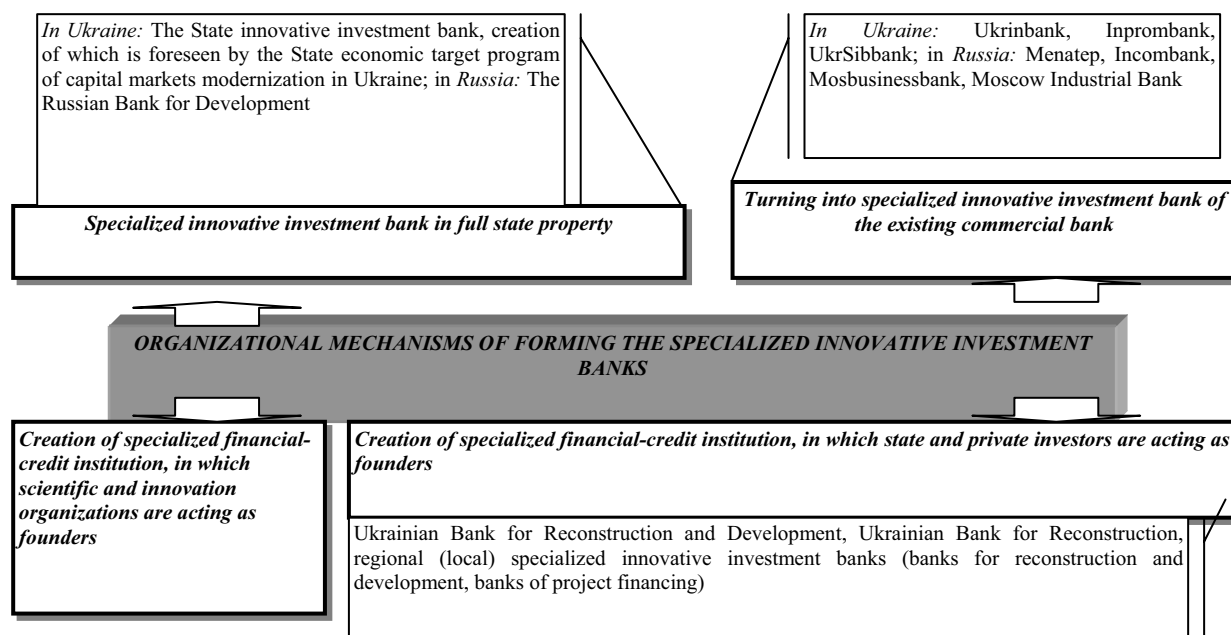 In Ukraine: The State innovative investment bank, creation
of which is foreseen by the State economic target program
of capital markets modernization in Ukraine; in Russia: The
Russian Bank for Development
In Ukraine: Ukrinbank, Inprombank,
UkrSibbank; in Russia: Menatep, Incombank,
Mosbusinessbank, Moscow Industrial Bank
Specialized innovative investment bank in full state property
Turning into specialized innovative investment bank of
the existing commercial bank
ORGANIZATIONAL MECHANISMS OF FORMING THE SPECIALIZED INNOVATIVE INVESTMENT
BANKS
Creation of specialized financial-
credit institution, in which
scientific and innovation
organizations are acting as
founders
Creation of specialized financial-credit institution, in which state and private investors are acting as
founders
Ukrainian Bank for Reconstruction and Development, Ukrainian Bank for Reconstruction,
regional (local) specialized innovative investment banks (banks for reconstruction and
development, banks of project financing)